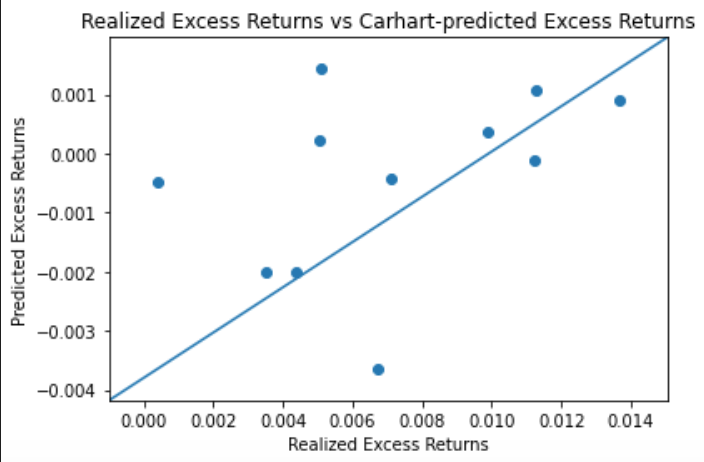 Realized Excess Returns vs Carhart-predicted Excess Returns
0.001
0.000
−0.001
−0.002
−0.003
−0.004
Predicted Excess Returns
0.000 0.002 0.004 0.006 0.008 0.010 0.012 0.014
Realized Excess Returns